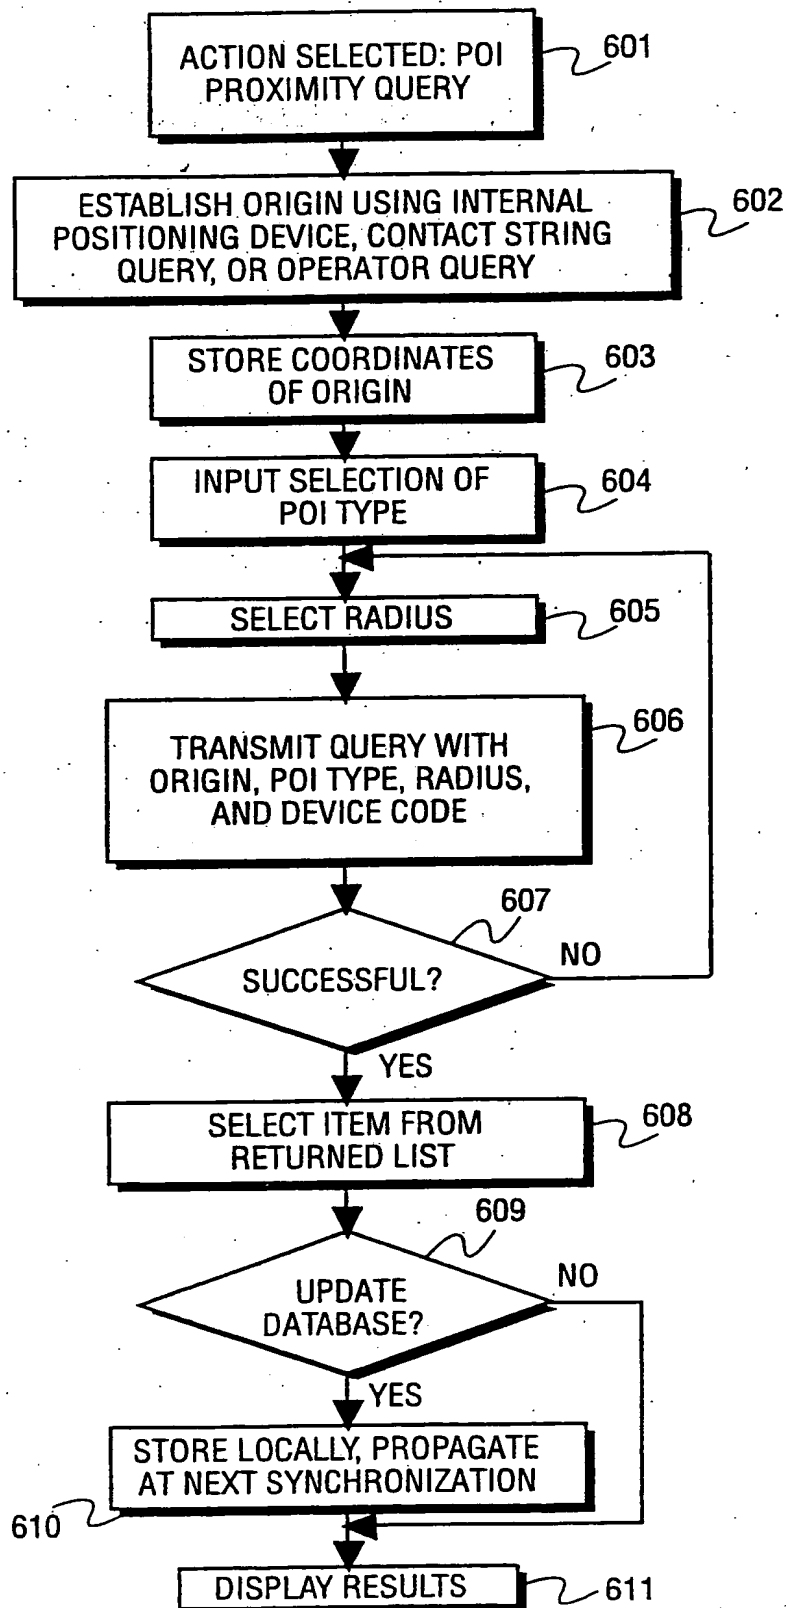 ACTION SELECTED: POI
PROXIMITY QUERY
601
ESTABLISH ORIGIN USING INTERNAL
POSITIONING DEVICE, CONTACT STRING
QUERY, OR OPERATOR QUERY
602
STORE COORDINATES
OF ORIGIN
603
INPUT SELECTION OF
POI TYPE
604
SELECT RADIUS
605
TRANSMIT QUERY WITH
ORIGIN, POI TYPE, RADIUS,
AND DEVICE CODE
606
607
SUCCESSFUL?
NO
YES
SELECT ITEM FROM
RETURNED LIST
608
609
UPDATE
DATABASE?
NO
YES
STORE LOCALLY, PROPAGATE
AT NEXT SYNCHRONIZATION
610
DISPLAY RESULTS
611